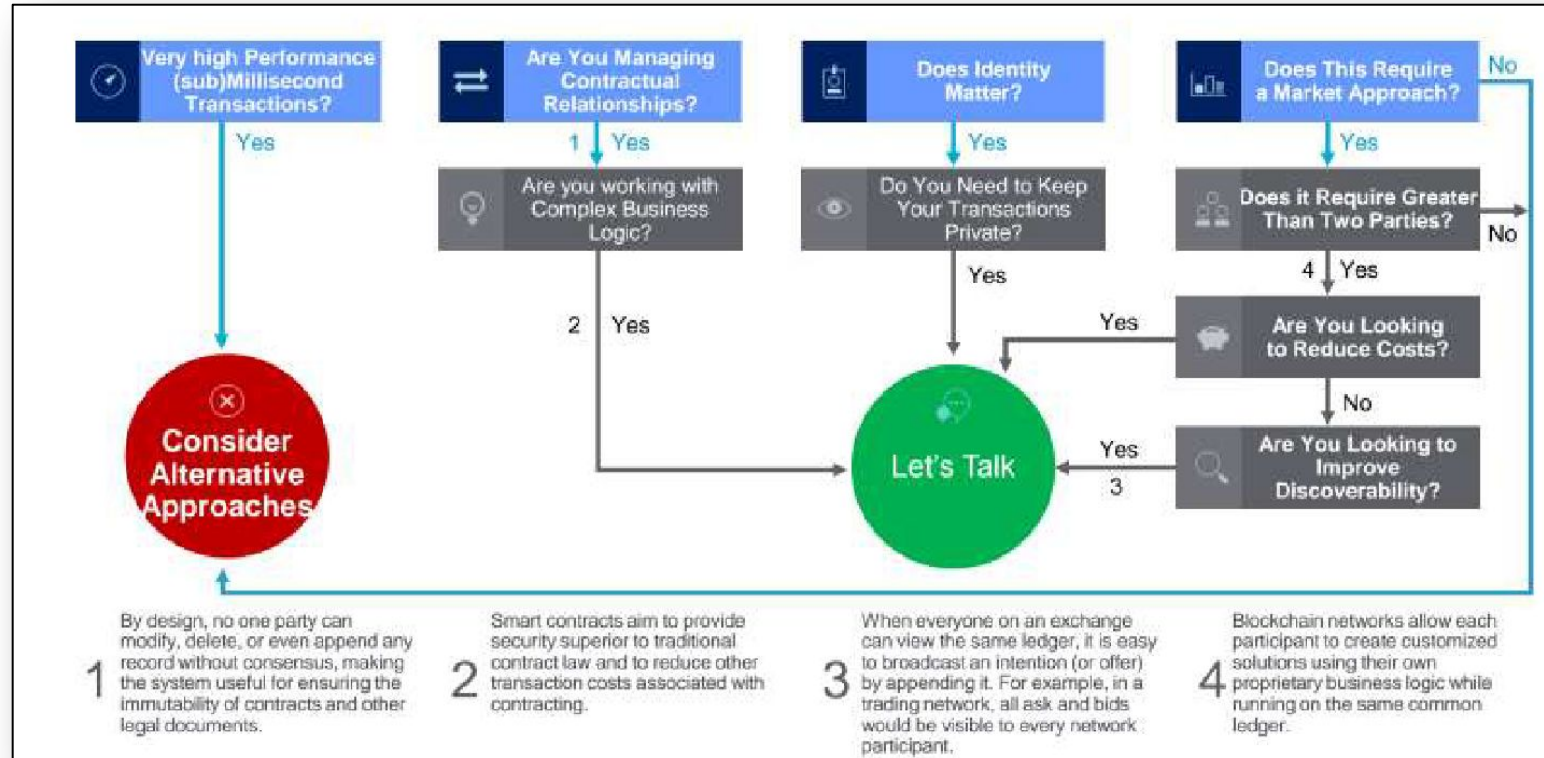 Very high Performance
(sub)Millisecond
Transactions?
Yes
Are You Managing
Contractual
Relationships?
1 Yes
Are you working with
Complex Business
Logic?
2 Yes
Does Identity
Matter?
Yes
Do You Need to Keep
Your Transactions
Private?
Yes
Does This Require
a Market Approach?
No
Yes
Does it Require Greater
Than Two Parties?
No
4 Yes
Are You Looking
to Reduce Costs?
Yes
No
Are You Looking to
Improve
Discoverability?
Yes
3
Consider
Alternative
Approaches
Let's Talk
1
By design, no one party can
modify, delete, or even append any
record without consensus, making
the system useful for ensuring the
immutability of contracts and other
legal documents.
2
Smart contracts aim to provide
security superior to traditional
contract law and to reduce other
transaction costs associated with
contracting.
3
When everyone on an exchange
can view the same ledger, it is easy
to broadcast an intention (or offer)
by appending it. For example, in a
trading network, all ask and bids
would be visible to every network
participant.
4
Blockchain networks allow each
participant to create customized
solutions using their own
proprietary business logic while
running on the same common
ledger.